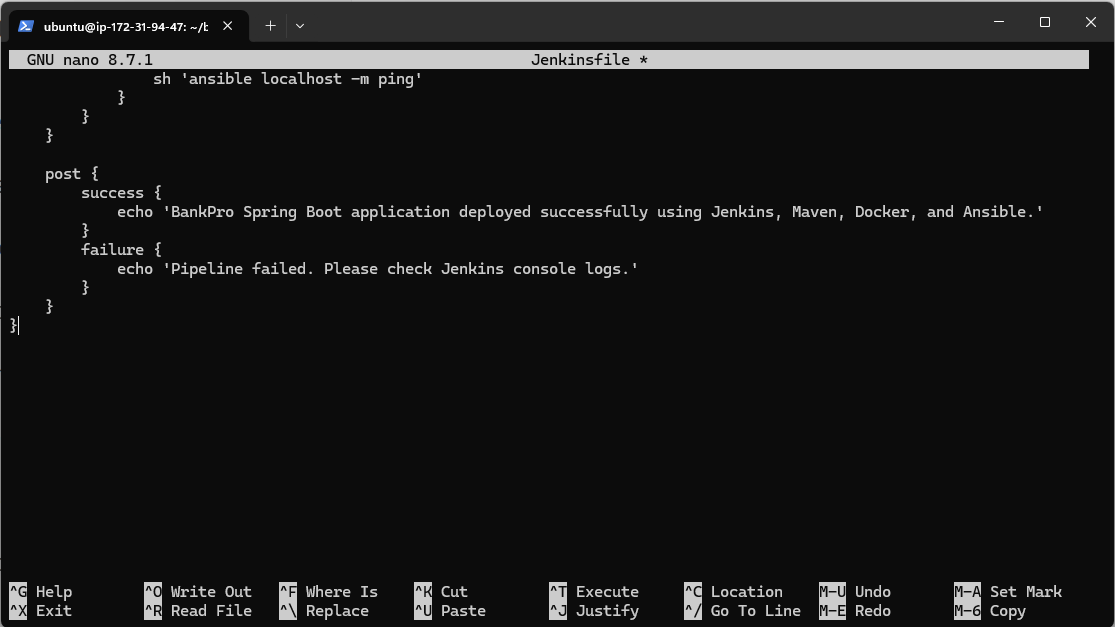 ubuntu@ip-172-31-94-47: ~/b
GNU nano 8.7.1 Jenkinsfile *
                sh 'ansible localhost -m ping'
            }
        }
    }

    post {
        success {
            echo 'BankPro Spring Boot application deployed successfully using Jenkins, Maven, Docker, and Ansible.'
        }
        failure {
            echo 'Pipeline failed. Please check Jenkins console logs.'
        }
    }
}
^G Help ^O Write Out ^F Where Is ^K Cut ^T Execute ^C Location M-U Undo M-A Set Mark
^X Exit ^R Read File ^\ Replace ^U Paste ^J Justify ^/ Go To Line M-E Redo M-6 Copy